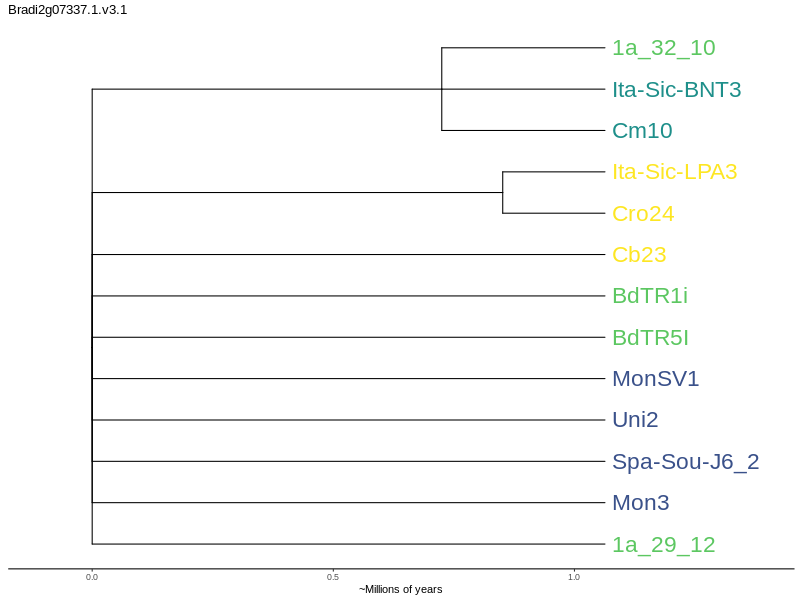 Bradi2g07337.1.v3.1
1a_32_10
Ita-Sic-BNT3
Cm10
Ita-Sic-LPA3
Cro24
Cb23
BdTR1i
BdTR5I
MonSV1
Uni2
Spa-Sou-J6_2
Mon3
1a_29_12
0.0 0.5 1.0
~Millions of years